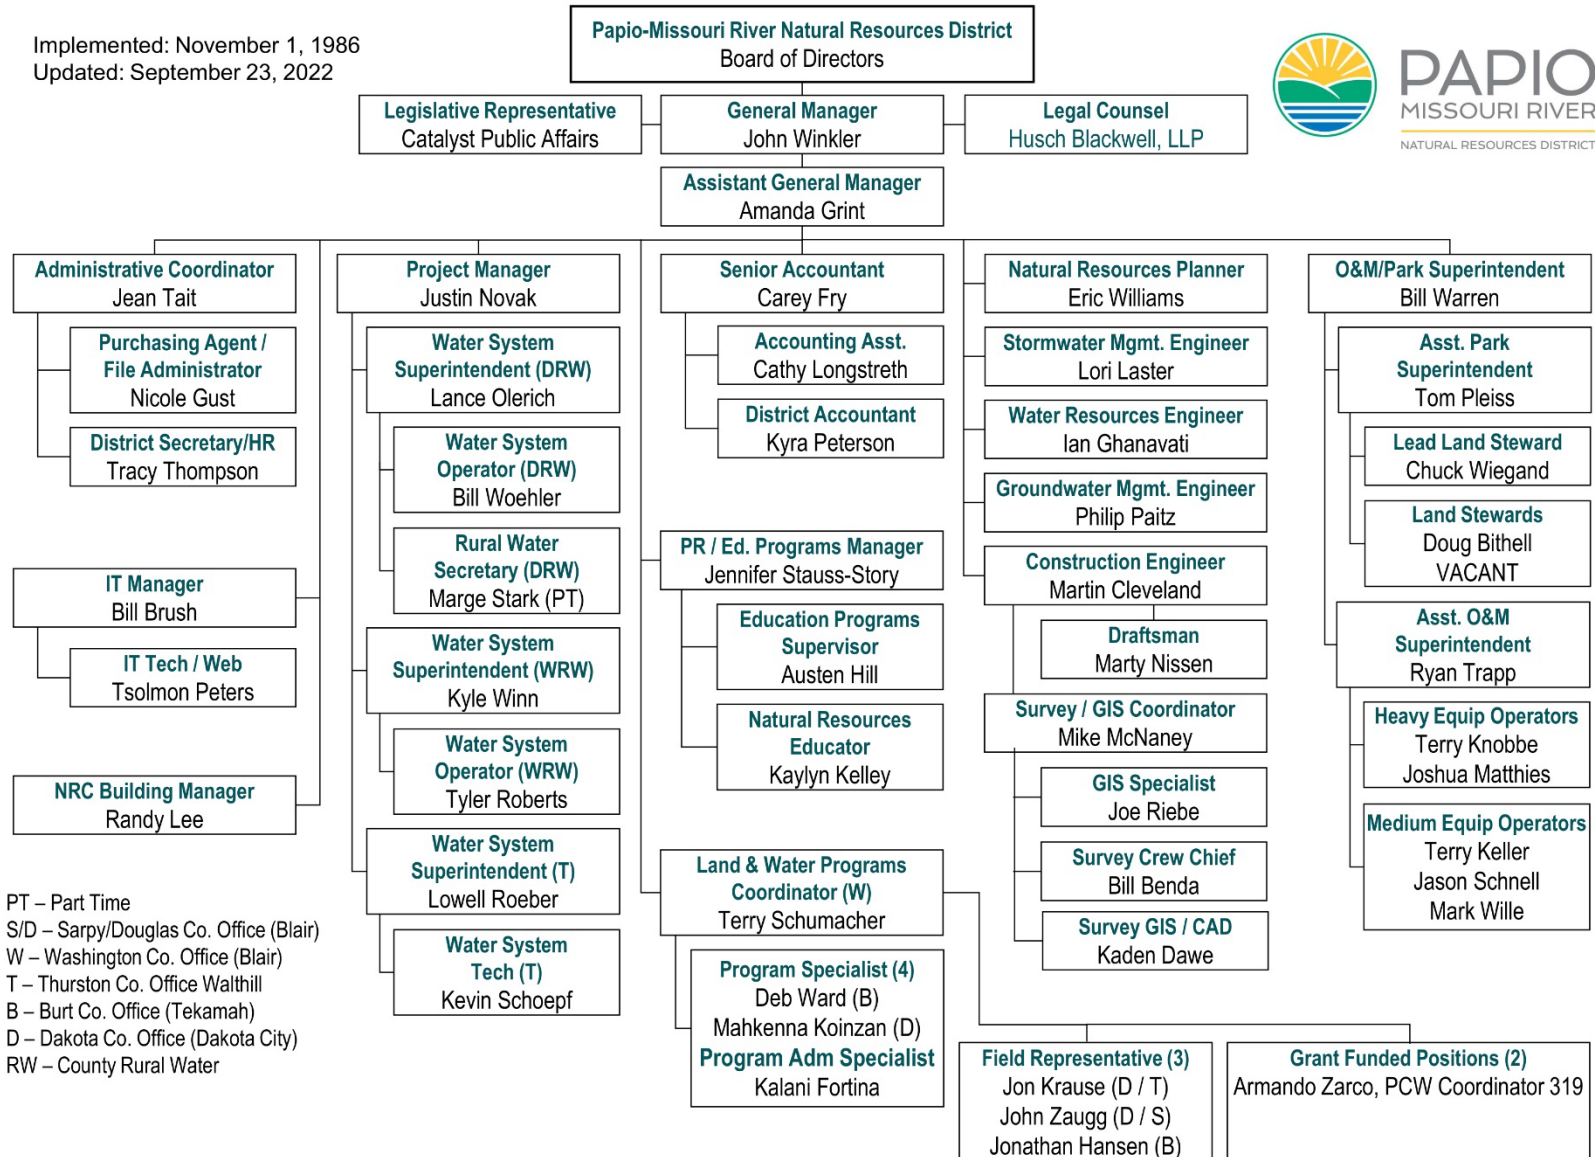 Implemented: November 1, 1986
Updated: September 23, 2022
Papio-Missouri River Natural Resources District
Board of Directors
PAPIO
MISSOURI RIVER
NATURAL RESOURCES DISTRICT
Legislative Representative
Catalyst Public Affairs
General Manager
John Winkler
Legal Counsel
Husch Blackwell, LLP
Assistant General Manager
Amanda Grint
Administrative Coordinator
Jean Tait
Purchasing Agent /
File Administrator
Nicole Gust
District Secretary/HR
Tracy Thompson
IT Manager
Bill Brush
IT Tech / Web
Tsolmon Peters
NRC Building Manager
Randy Lee
Project Manager
Justin Novak
Water System
Superintendent (DRW)
Lance Olerich
Water System
Operator (DRW)
Bill Woehler
Rural Water
Secretary (DRW)
Marge Stark (PT)
Water System
Superintendent (WRW)
Kyle Winn
Water System
Operator (WRW)
Tyler Roberts
Water System
Superintendent (T)
Lowell Roeber
Water System
Tech (T)
Kevin Schoepf
Senior Accountant
Carey Fry
Accounting Asst.
Cathy Longstreth
District Accountant
Kyra Peterson
PR / Ed. Programs Manager
Jennifer Stauss-Story
Education Programs
Supervisor
Austen Hill
Natural Resources
Educator
Kaylyn Kelley
Land & Water Programs
Coordinator (W)
Terry Schumacher
Program Specialist (4)
Deb Ward (B)
Mahkenna Koinzan (D)
Program Adm Specialist
Kalani Fortina
Natural Resources Planner
Eric Williams
Stormwater Mgmt. Engineer
Lori Laster
Water Resources Engineer
Ian Ghanavati
Groundwater Mgmt. Engineer
Philip Paitz
Construction Engineer
Martin Cleveland
Draftsman
Marty Nissen
Survey / GIS Coordinator
Mike McNaney
GIS Specialist
Joe Riebe
Survey Crew Chief
Bill Benda
Survey GIS / CAD
Kaden Dawe
Field Representative (3)
Jon Krause (D / T)
John Zaugg (D / S)
Jonathan Hansen (B)
Grant Funded Positions (2)
Armando Zarco, PCW Coordinator 319
O&M/Park Superintendent
Bill Warren
Asst. Park
Superintendent
Tom Pleiss
Lead Land Steward
Chuck Wiegand
Land Stewards
Doug Bithell
VACANT
Asst. O&M
Superintendent
Ryan Trapp
Heavy Equip Operators
Terry Knobbe
Joshua Matthies
Medium Equip Operators
Terry Keller
Jason Schnell
Mark Wille
PT – Part Time
S/D – Sarpy/Douglas Co. Office (Blair)
W – Washington Co. Office (Blair)
T – Thurston Co. Office Walthill
B – Burt Co. Office (Tekamah)
D – Dakota Co. Office (Dakota City)
RW – County Rural Water